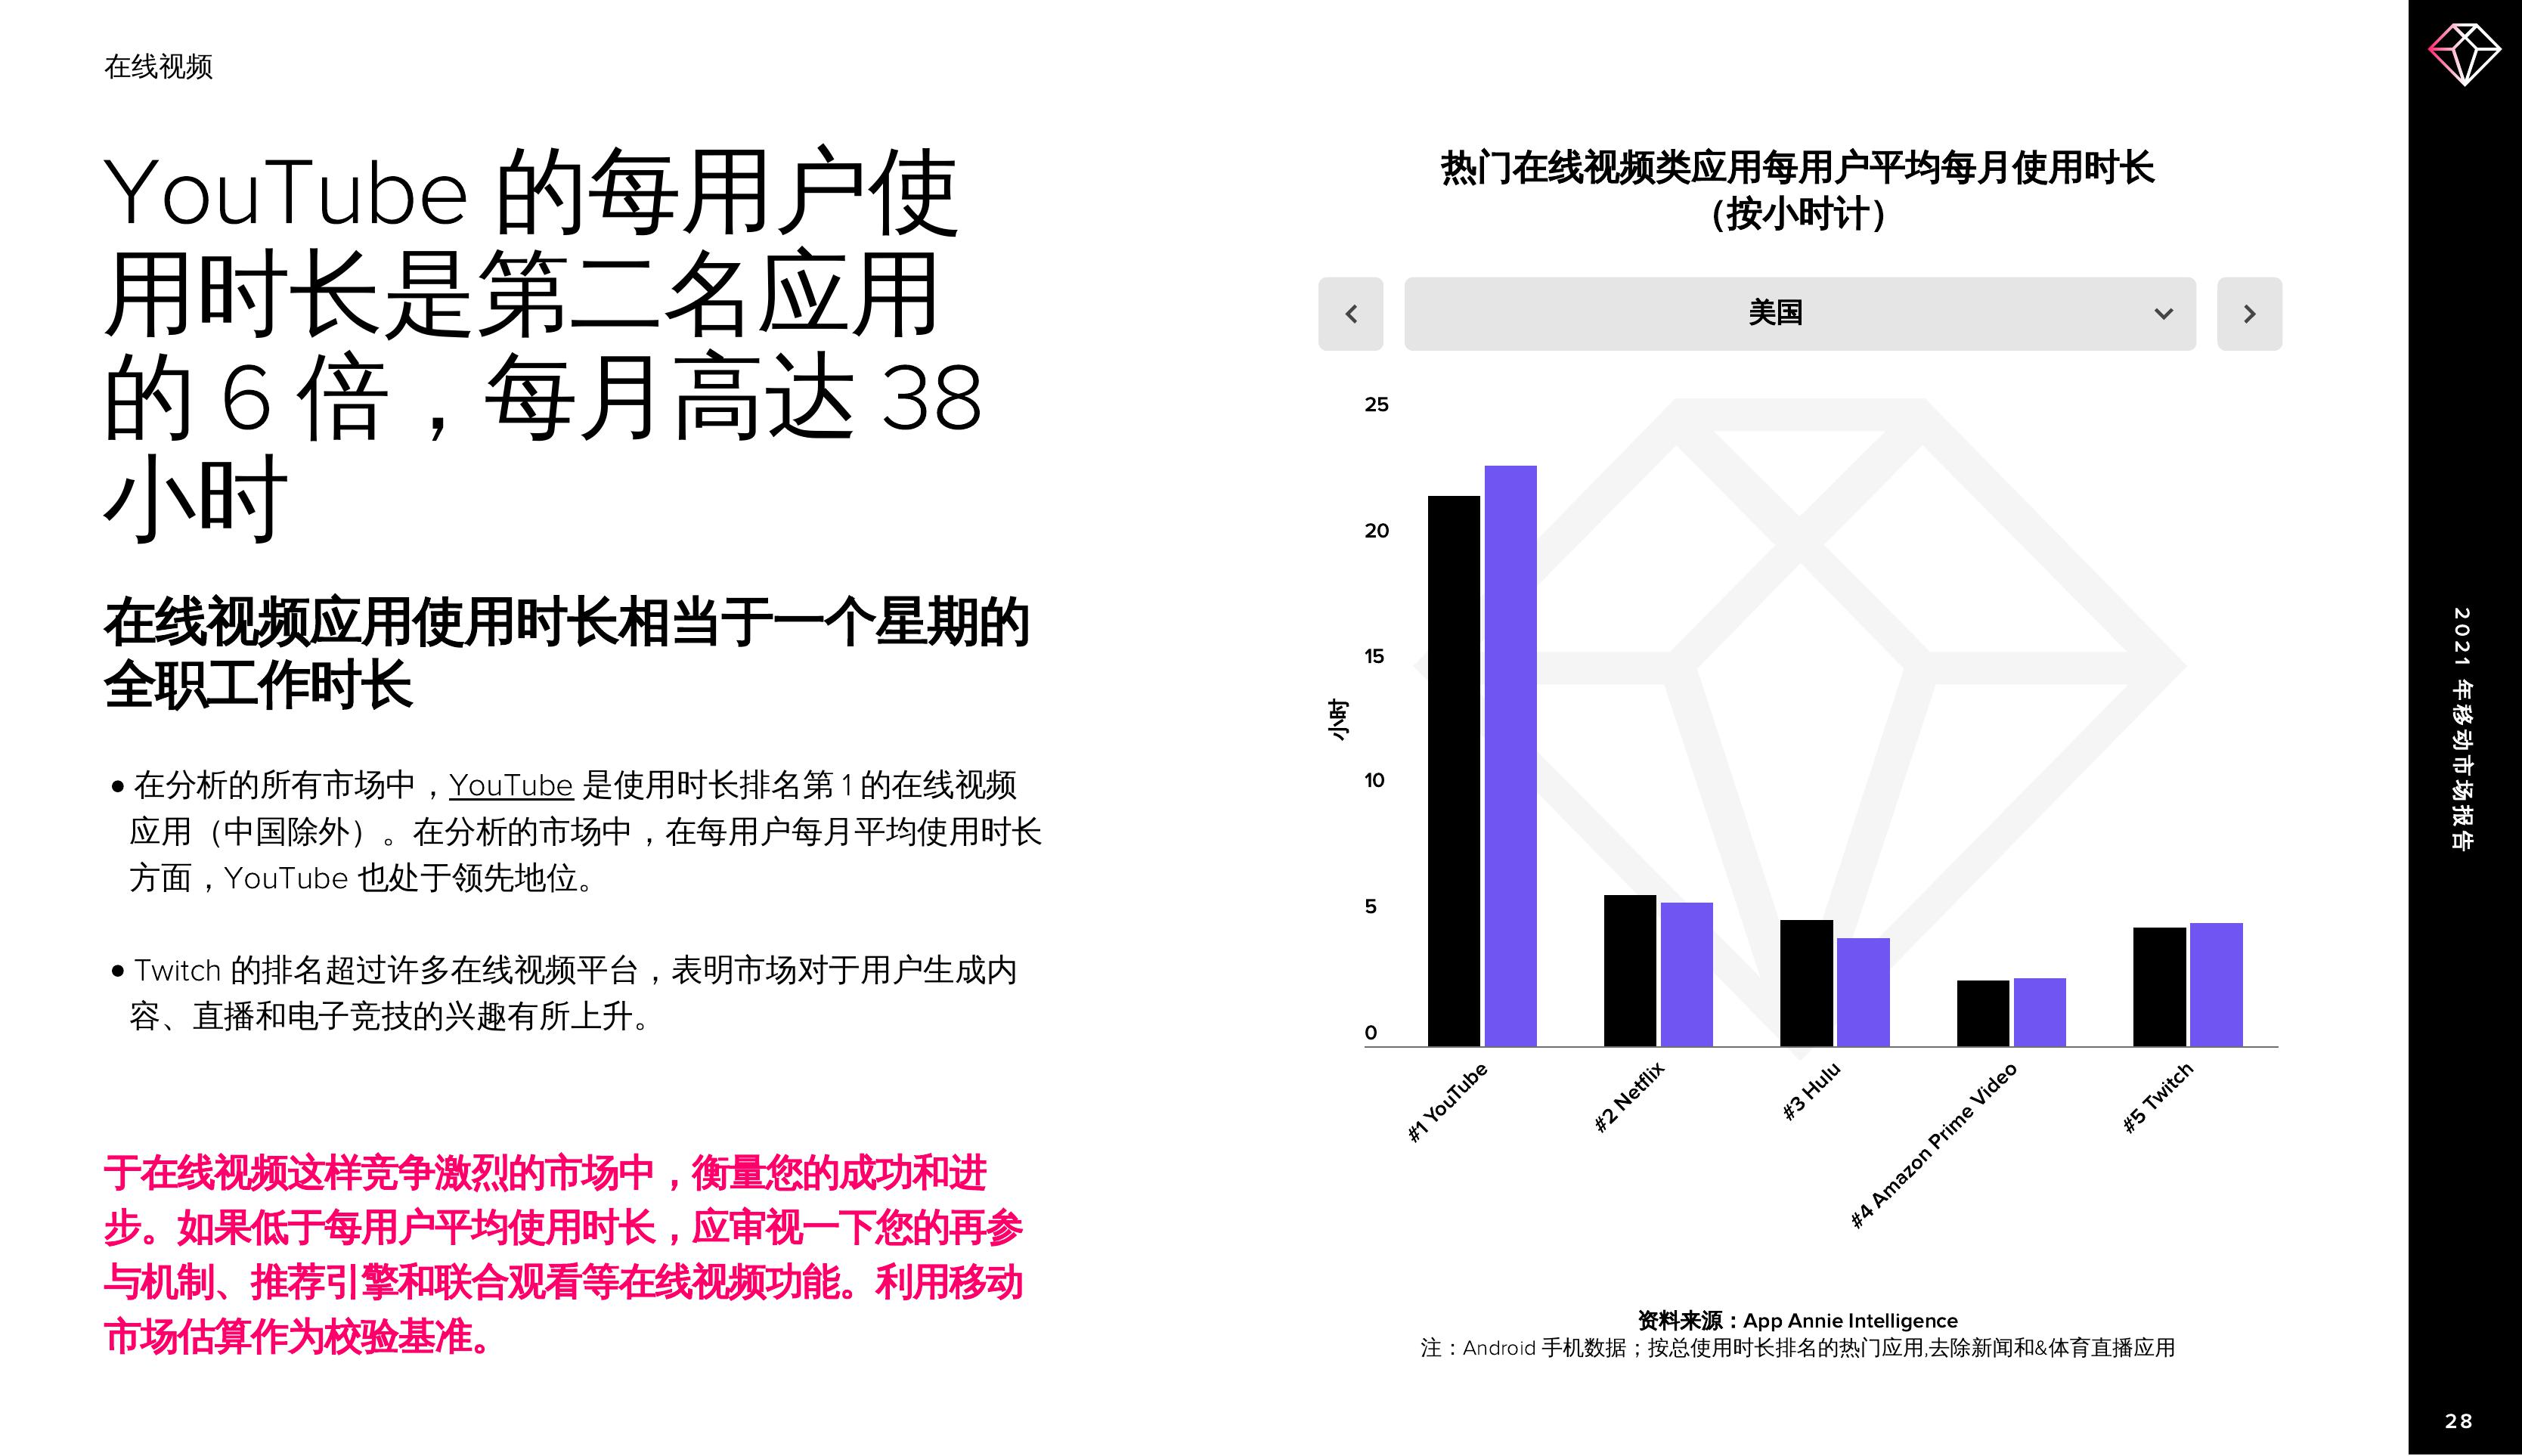 在线视频
YouTube 的每用户使
用时长是第二名应用
的 6 倍，每月高达 38
小时
在线视频应用使用时长相当于一个星期的
全职工作时长
• 在分析的所有市场中，YouTube 是使用时长排名第 1 的在线视频
应用（中国除外）。在分析的市场中，在每用户每月平均使用时长
方面，YouTube 也处于领先地位。
• Twitch 的排名超过许多在线视频平台，表明市场对于用户生成内
容、直播和电子竞技的兴趣有所上升。
于在线视频这样竞争激烈的市场中，衡量您的成功和进
步。如果低于每用户平均使用时长，应审视一下您的再参
与机制、推荐引擎和联合观看等在线视频功能。利用移动
市场估算作为校验基准。
热门在线视频类应用每用户平均每月使用时长
（按小时计）
美国
25
20
15
10
5
0
小时
#1 YouTube
#2 Netflix
#3 Hulu
#4 Amazon Prime Video
#5 Twitch
资料来源：App Annie Intelligence
注：Android 手机数据；按总使用时长排名的热门应用,去除新闻和&体育直播应用
2021 年移动市场报告
28